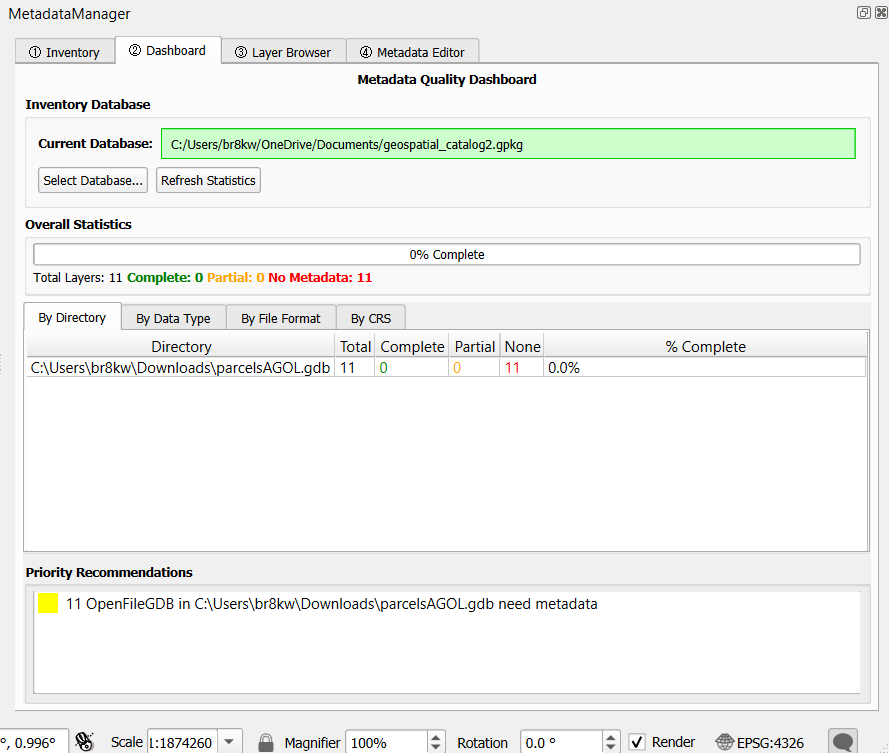 MetadataManager
① Inventory ② Dashboard ③ Layer Browser ④ Metadata Editor
Metadata Quality Dashboard
Inventory Database
Current Database: C:/Users/br8kw/OneDrive/Documents/geospatial_catalog2.gpkg
Select Database... Refresh Statistics
Overall Statistics
0% Complete
Total Layers: 11 Complete: 0 Partial: 0 No Metadata: 11
By Directory By Data Type By File Format By CRS
Directory Total Complete Partial None % Complete
C:\Users\br8kw\Downloads\parcelsAGOL.gdb 11 0 0 11 0.0%
Priority Recommendations
11 OpenFileGDB in C:\Users\br8kw\Downloads\parcelsAGOL.gdb need metadata
°, 0.996° Scale 1:1874260 Magnifier 100% Rotation 0.0 ° Render EPSG:4326